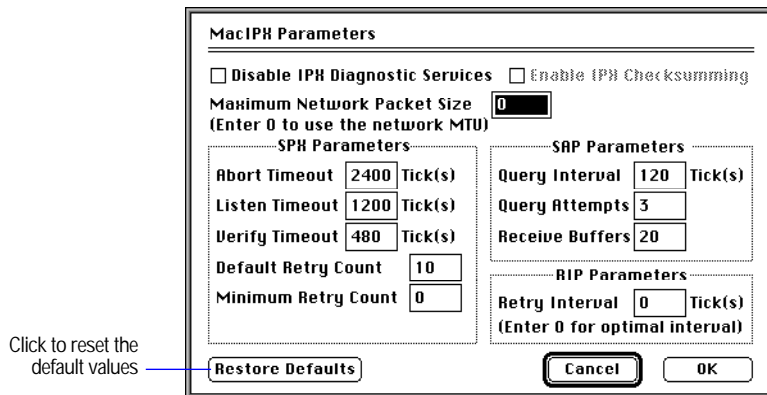 MacIPX Parameters
Disable IPX Diagnostic Services Enable IPX Checksumming
Maximum Network Packet Size 0
(Enter 0 to use the network MTU)
SPX Parameters
Abort Timeout 2400 Tick(s)
Listen Timeout 1200 Tick(s)
Verify Timeout 480 Tick(s)
Default Retry Count 10
Minimum Retry Count 0
SAP Parameters
Query Interval 120 Tick(s)
Query Attempts 3
Receive Buffers 20
RIP Parameters
Retry Interval 0 Tick(s)
(Enter 0 for optimal interval)
Click to reset the
default values
Restore Defaults Cancel OK